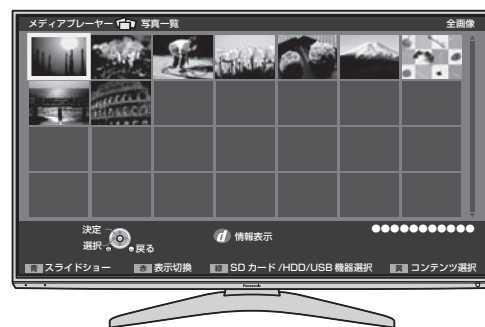 メディアプレーヤー 写真一覧 全画像
決定
選択 戻る
d 情報表示
青 スライドショー 赤 表示切換 緑 SDカード/HDD/USB 機器選択 黄 コンテンツ選択
Panasonic